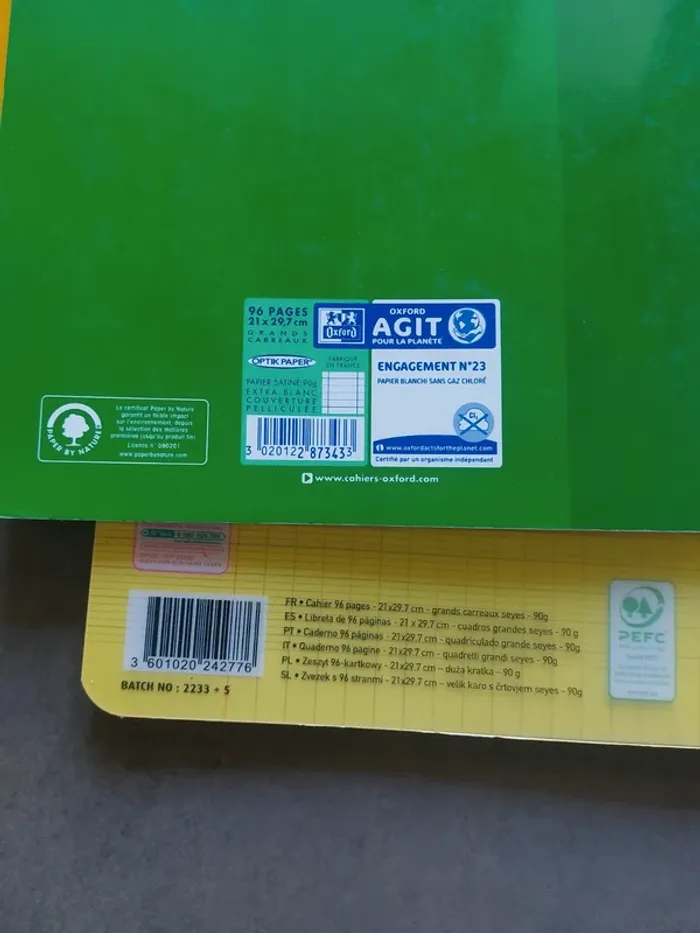 96 PAGES
21 x 29,7 cm
GRANDS
CARREAUX
Oxford
OXFORD
AGIT
POUR LA PLANÈTE
OPTIK PAPER
FABRIQUÉ
EN FRANCE
PAPIER SATINÉ 90g
EXTRA BLANC
COUVERTURE
PELLICULÉE
3 020122 873433
ENGAGEMENT N°23
PAPIER BLANCHI SANS GAZ CHLORÉ
CL
www.oxfordactsfortheplanet.com
Certifié par un organisme indépendant
PAPER BY NATURE
Le certificat Paper by Nature
garantit un faible impact
sur l'environnement, depuis
la sélection des matières
premières jusqu'au produit fini
Licence n° 080201
www.paperbynature.com
www.cahiers-oxford.com
3 601020 242776
BATCH NO : 2233 + 5
FR • Cahier 96 pages - 21x29.7 cm - grands carreaux seyes - 90g
ES • Libreta de 96 páginas - 21 x 29.7 cm - cuadros grandes seyes - 90 g
PT • Caderno 96 páginas - 21x29.7 cm - quadriculado grande seyes - 90g
IT • Quaderno 96 pagine - 21x29.7 cm - quadretti grandi seyes - 90g
PL • Zeszyt 96-kartkowy - 21x29.7 cm - duża kratka - 90 g
SL • Zvezek s 96 stranmi - 21x29.7 cm - velik karo s črtovjem seyes - 90g
PEFC